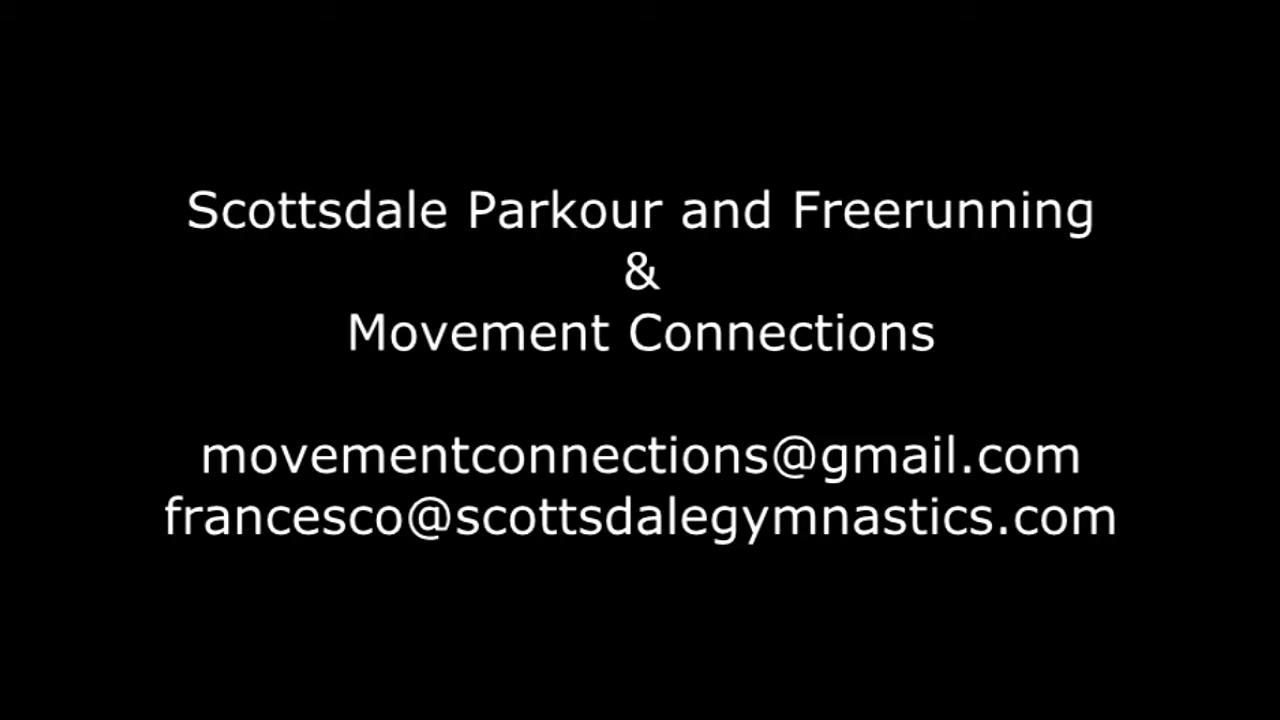 Scottsdale Parkour and Freerunning
&
Movement Connections
movementconnections@gmail.com
francesco@scottsdalegymnastics.com